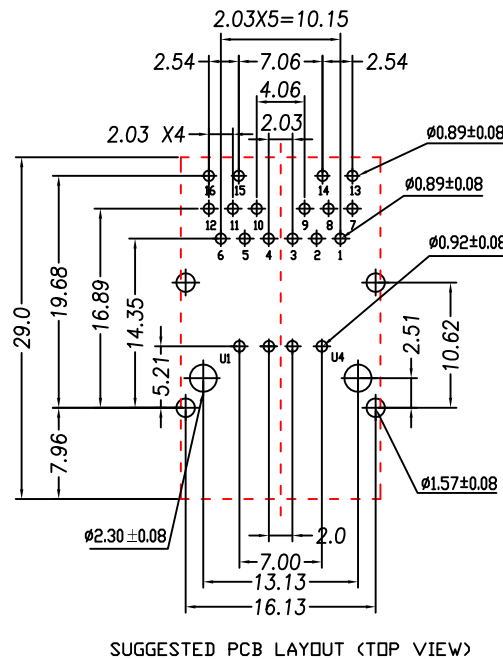 2.03X5=10.15
2.54 7.06 2.54
4.06
2.03 X4 2.03
Ø0.89±0.08
16 15 14 13
12 11 10 9 8 7
Ø0.89±0.08
6 5 4 3 2 1
Ø0.92±0.08
29.0 19.68 16.89 14.35 5.21 7.96
2.51 10.62
U1 U4
Ø1.57±0.08
Ø2.30±0.08
2.0
7.00
13.13
16.13
SUGGESTED PCB LAYOUT (TOP VIEW)